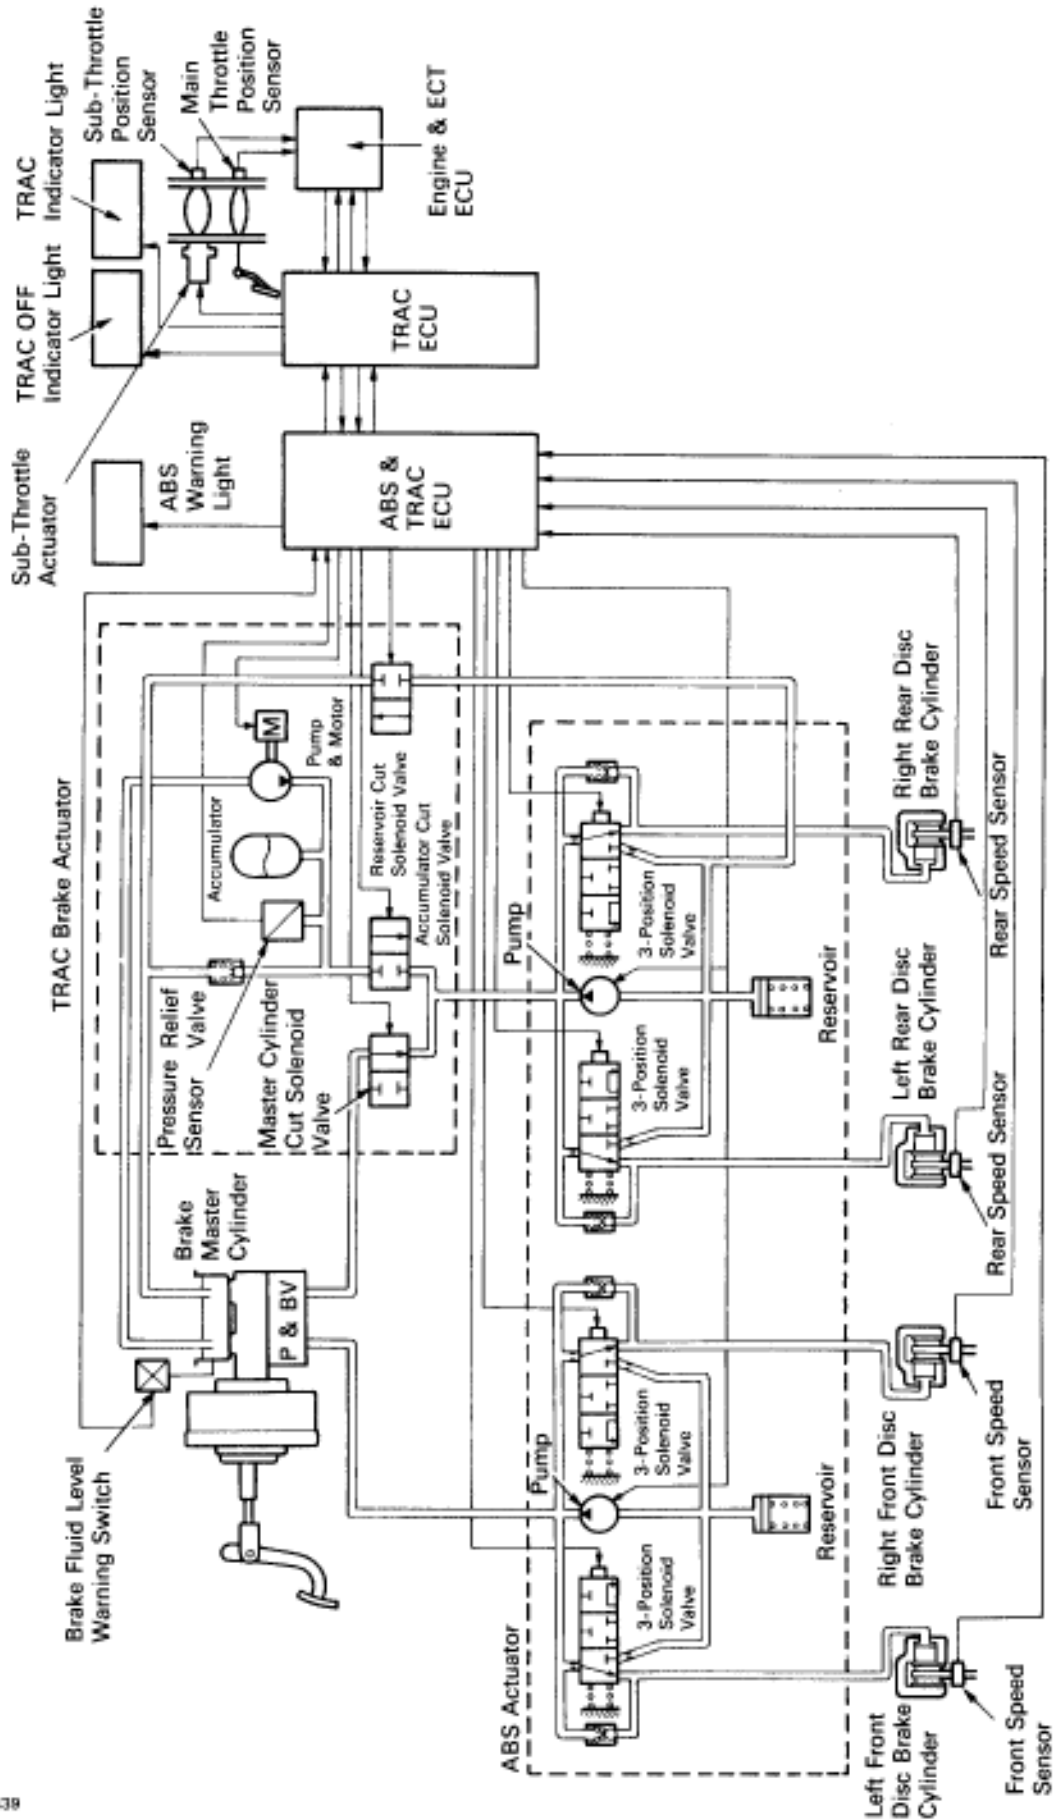 Sub-Throttle
Actuator
TRAC OFF
Indicator Light
TRAC
Indicator Light
Sub-Throttle
Position
Sensor
Main
Throttle
Position
Sensor
ABS
Warning
Light
Engine & ECT
ECU
TRAC
ECU
ABS &
TRAC
ECU
TRAC Brake Actuator
Accumulator
M
Pump
& Motor
Reservoir Cut
Solenoid Valve
Accumulator Cut
Solenoid Valve
Pressure Relief
Sensor Valve
Master Cylinder
Cut Solenoid
Valve
Brake
Master
Cylinder
P & BV
Brake Fluid Level
Warning Switch
ABS Actuator
3-Position
Solenoid
Valve
Pump
3-Position
Solenoid
Valve
Reservoir
3-Position
Solenoid
Valve
Pump
3-Position
Solenoid
Valve
Reservoir
Left Front
Disc Brake
Cylinder
Front Speed
Sensor
Right Front Disc
Brake Cylinder
Front Speed
Sensor
Left Rear Disc
Brake Cylinder
Rear Speed Sensor
Right Rear Disc
Brake Cylinder
Rear Speed Sensor